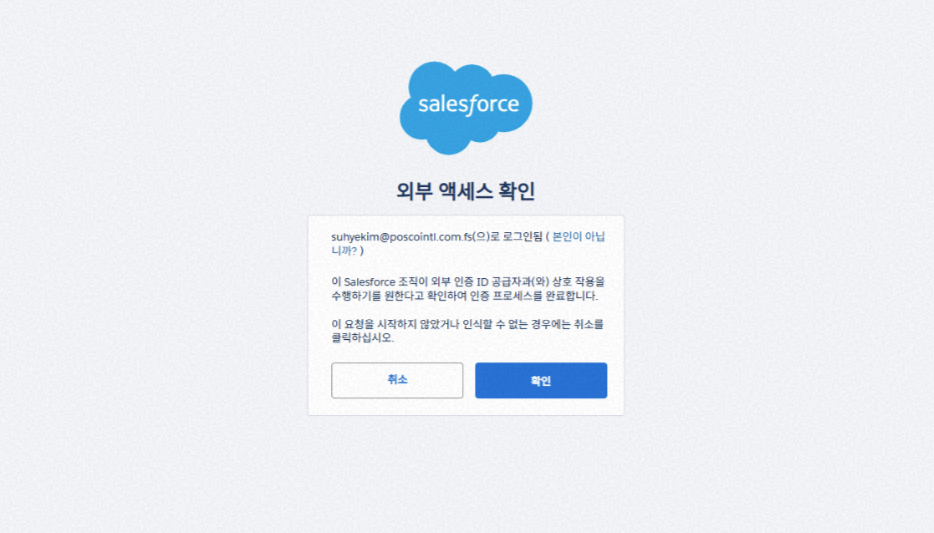 salesforce
외부 액세스 확인
suhyekim@poscointl.com.fs(으)로 로그인됨 ( 본인이 아닙
니까? )
이 Salesforce 조직이 외부 인증 ID 공급자과(와) 상호 작용을
수행하기를 원한다고 확인하여 인증 프로세스를 완료합니다.
이 요청을 시작하지 않았거나 인식할 수 없는 경우에는 취소를
클릭하십시오.
취소
확인